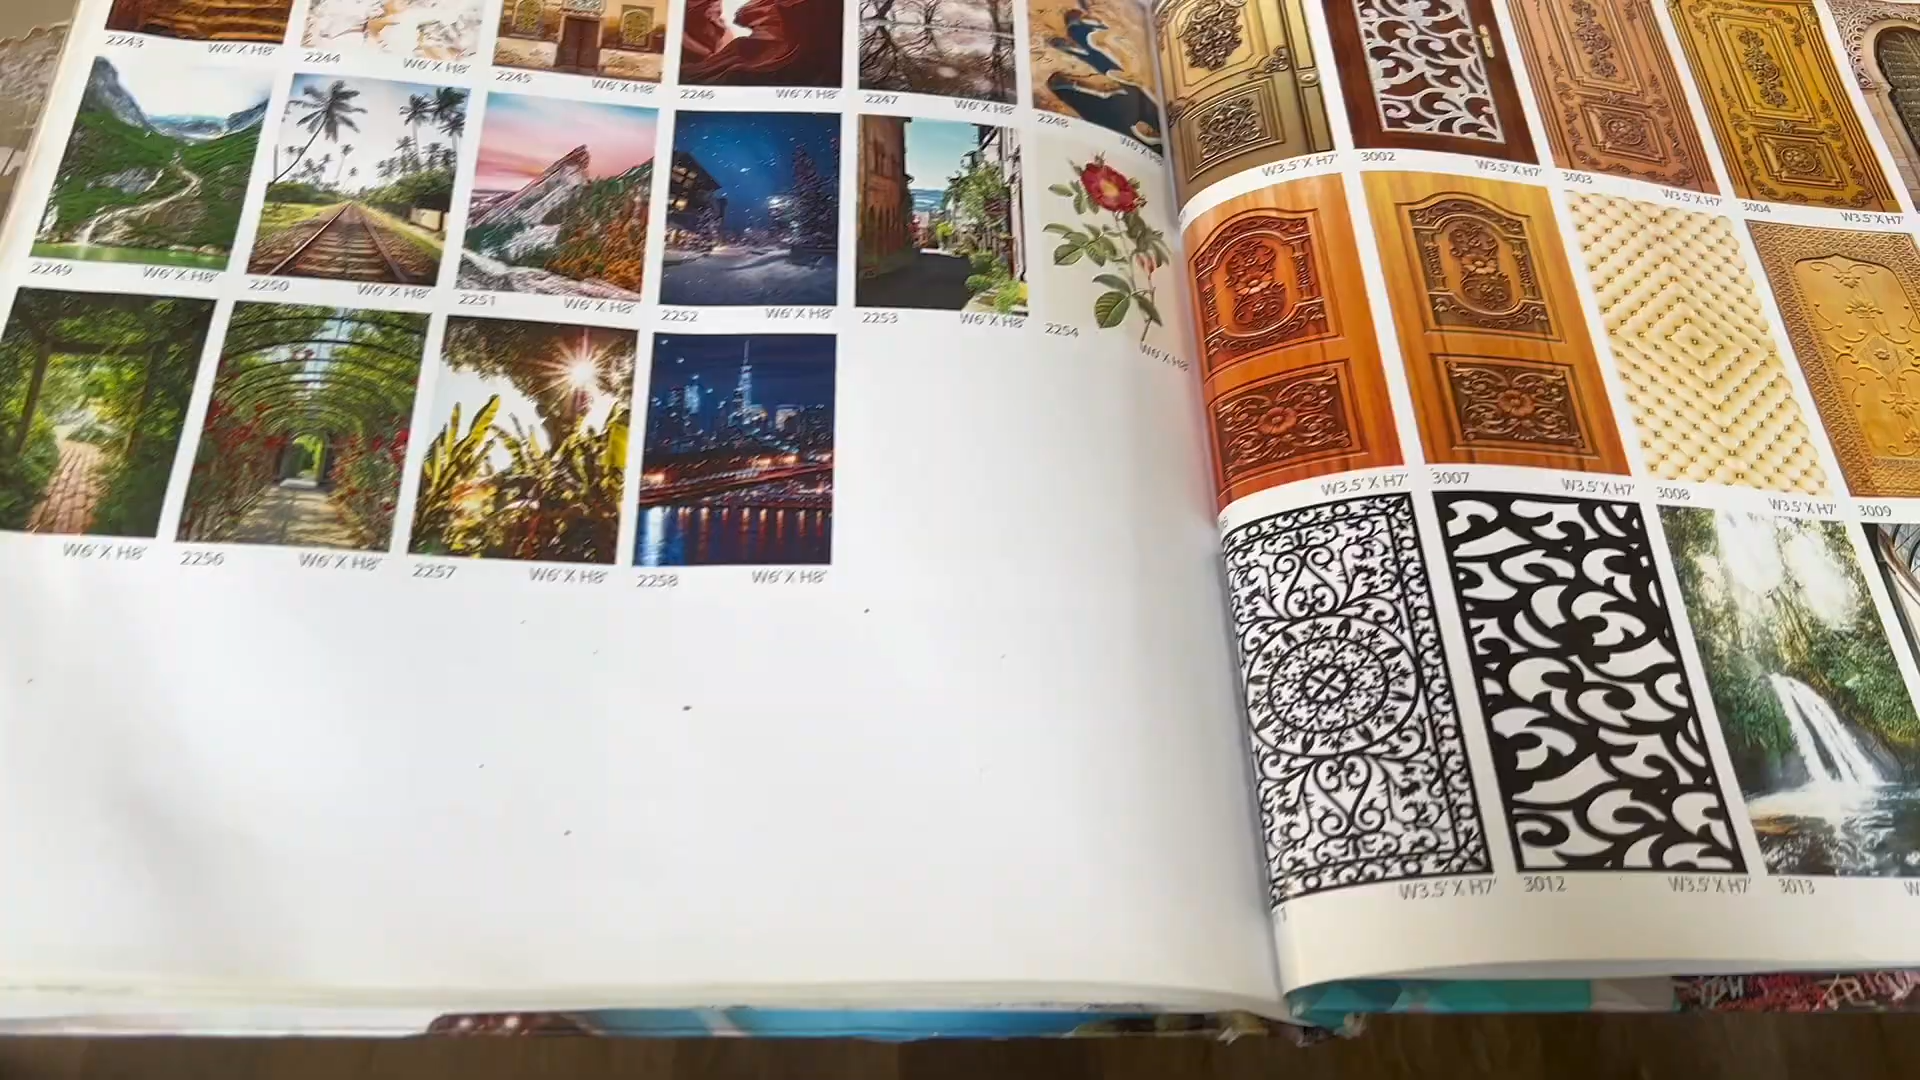 2243 W6' X H8'
2244 W6' X H8'
2245 W6' X H8'
2246 W6' X H8'
2247 W6' X H8'
2248 W6' X H8'
2249 W6' X H8'
2250 W6' X H8'
2251 W6' X H8'
2252 W6' X H8'
2253 W6' X H8'
2254 W6' X H8'
W6' X H8'
2256 W6' X H8'
2257 W6' X H8'
2258 W6' X H8'
W3.5' X H7'
3002 W3.5' X H7'
3003 W3.5' X H7'
3004 W3.5' X H7'
W3.5' X H7'
3007 W3.5' X H7'
3008 W3.5' X H7'
3009
W3.5' X H7'
3012 W3.5' X H7'
3013